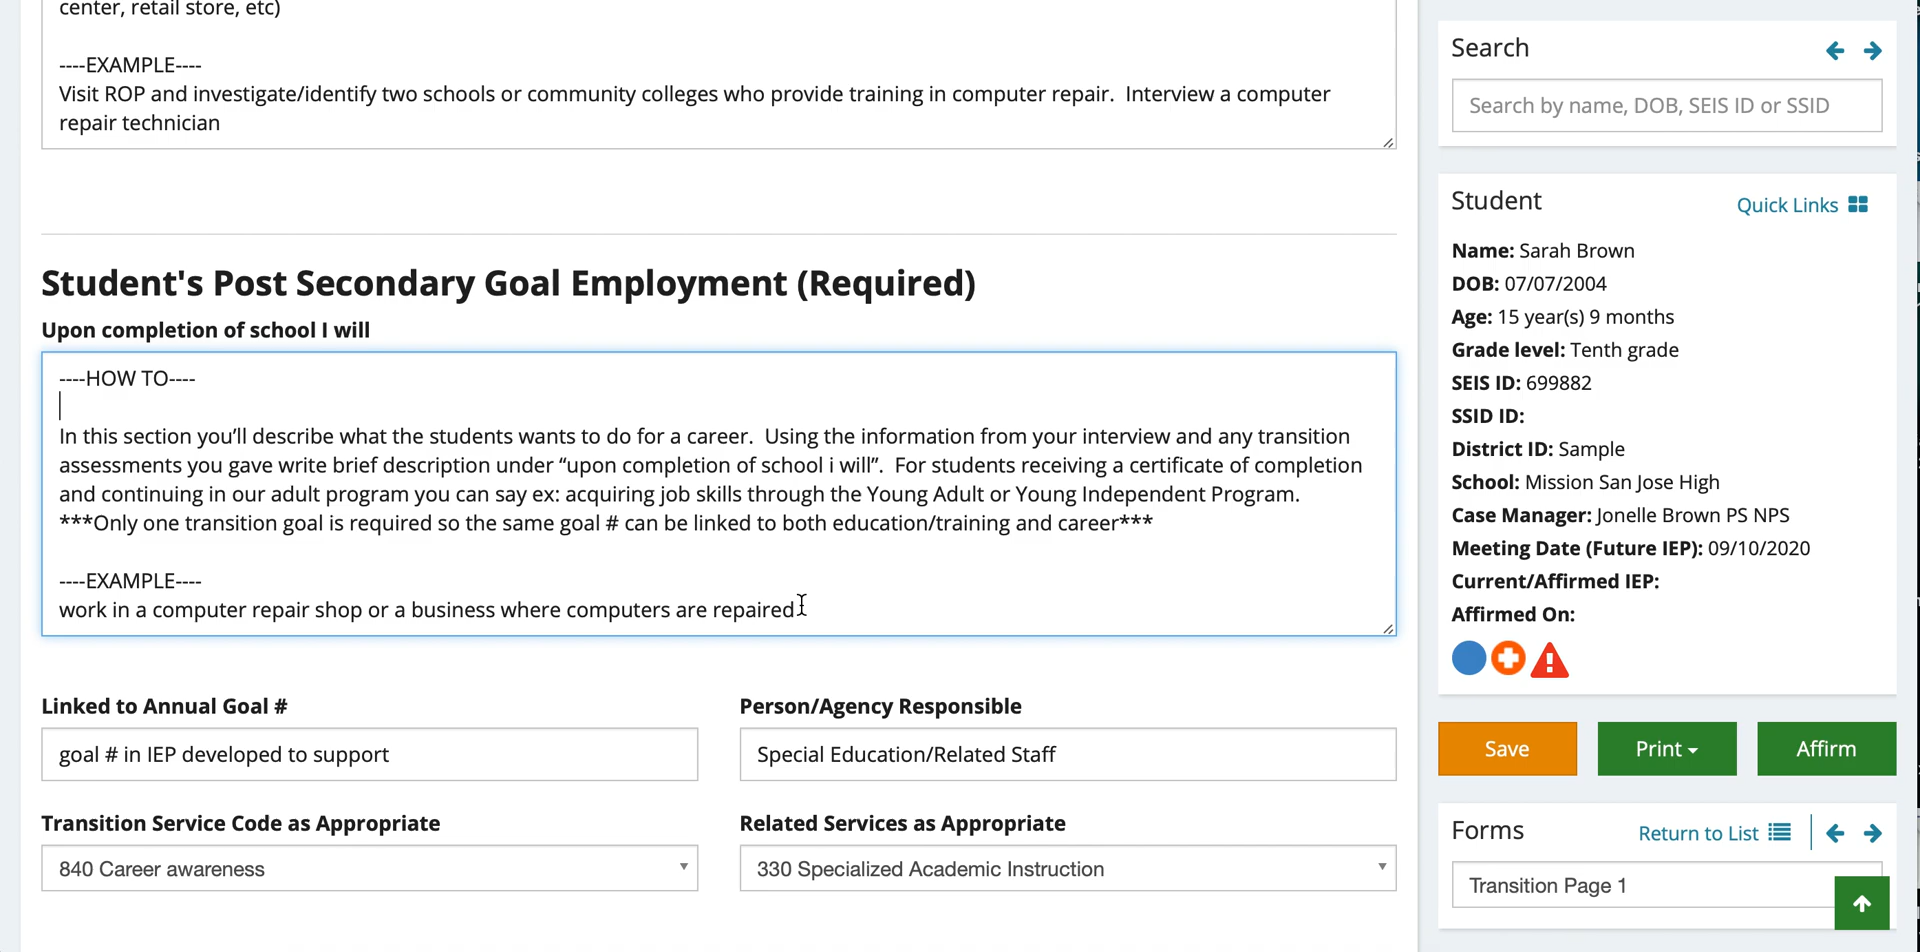 center, retail store, etc)
----EXAMPLE----
Visit ROP and investigate/identify two schools or community colleges who provide training in computer repair.  Interview a computer
repair technician
Student's Post Secondary Goal Employment (Required)
Upon completion of school I will
----HOW TO----
In this section you’ll describe what the students wants to do for a career.  Using the information from your interview and any transition
assessments you gave write brief description under “upon completion of school i will”.  For students receiving a certificate of completion
and continuing in our adult program you can say ex: acquiring job skills through the Young Adult or Young Independent Program.
***Only one transition goal is required so the same goal # can be linked to both education/training and career***
----EXAMPLE----
work in a computer repair shop or a business where computers are repaired
Linked to Annual Goal #
goal # in IEP developed to support
Person/Agency Responsible
Special Education/Related Staff
Transition Service Code as Appropriate
840 Career awareness
Related Services as Appropriate
330 Specialized Academic Instruction
Search
Search by name, DOB, SEIS ID or SSID
Student
Quick Links
Name: Sarah Brown
DOB: 07/07/2004
Age: 15 year(s) 9 months
Grade level: Tenth grade
SEIS ID: 699882
SSID ID:
District ID: Sample
School: Mission San Jose High
Case Manager: Jonelle Brown PS NPS
Meeting Date (Future IEP): 09/10/2020
Current/Affirmed IEP:
Affirmed On:
Save
Print
Affirm
Forms
Return to List
Transition Page 1